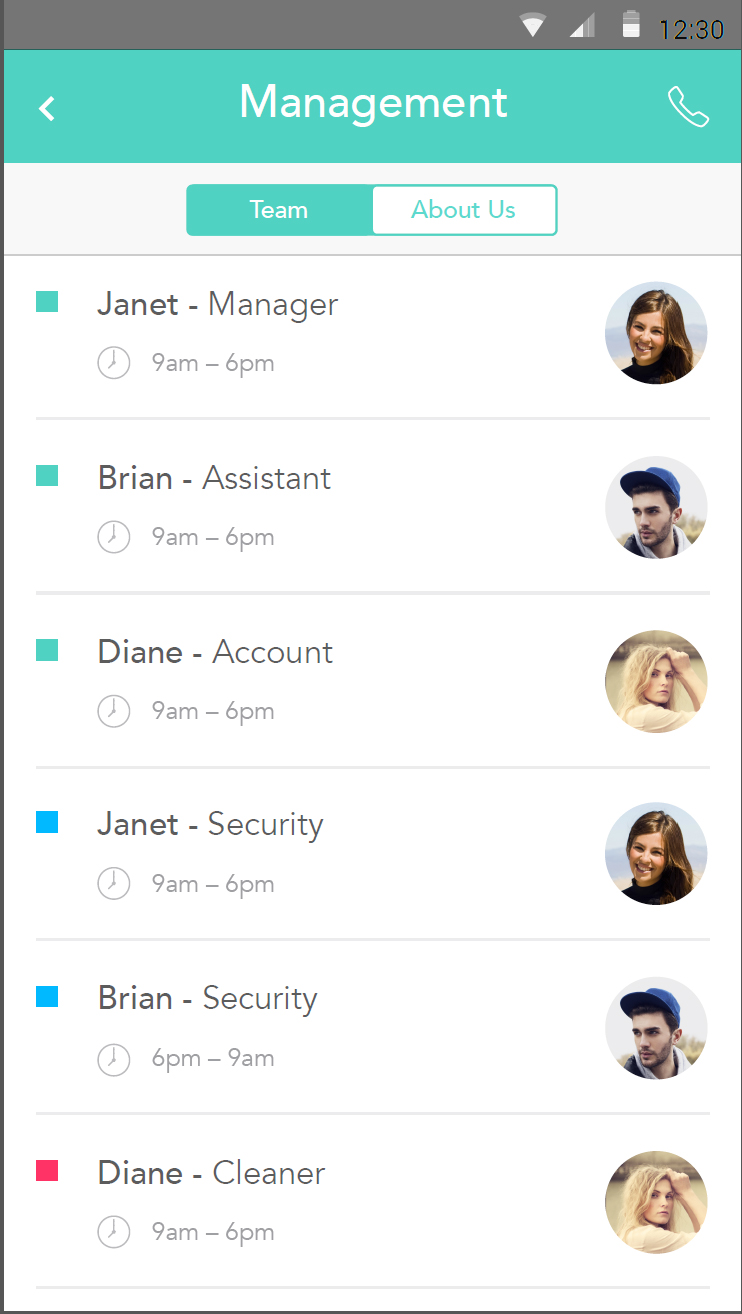 12:30
Management
Team
About Us
Janet - Manager
9am – 6pm
Brian - Assistant
9am – 6pm
Diane - Account
9am – 6pm
Janet - Security
9am – 6pm
Brian - Security
6pm – 9am
Diane - Cleaner
9am – 6pm